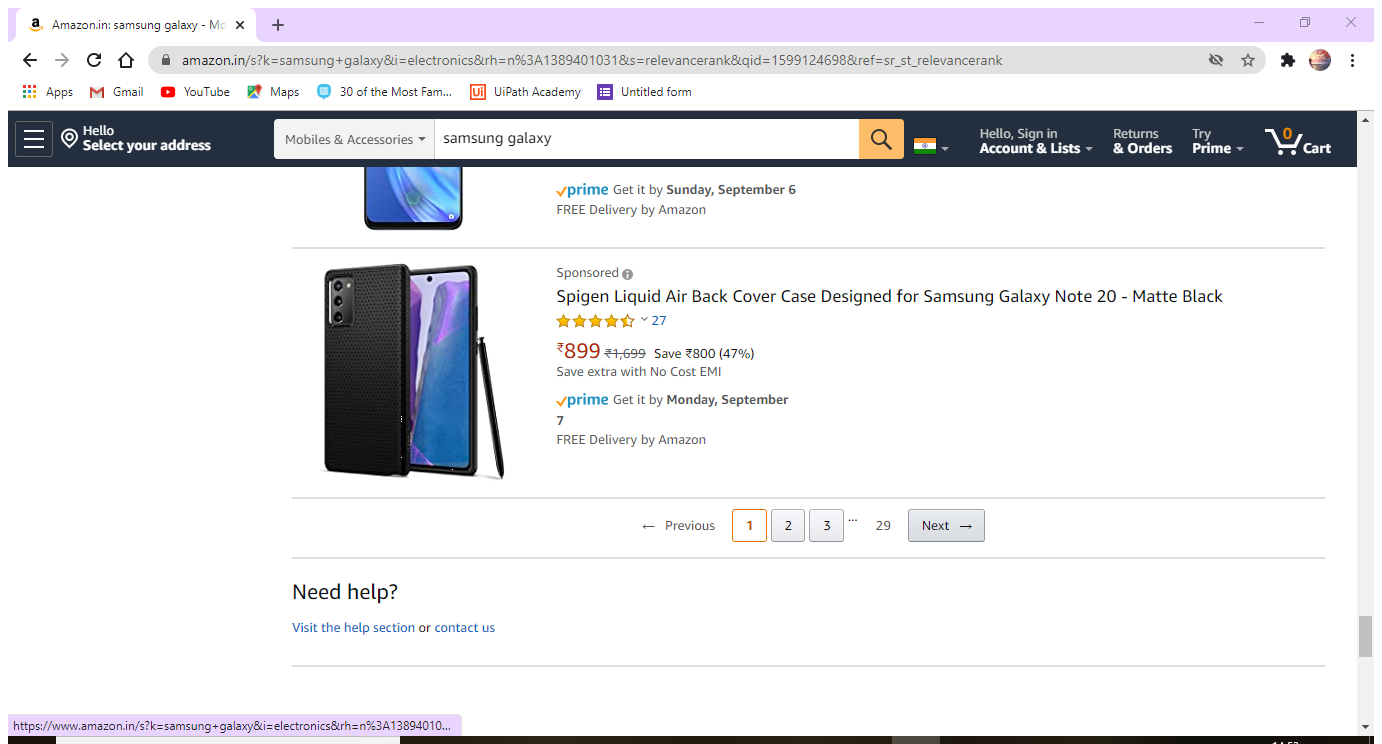 Amazon.in: samsung galaxy - Mo
amazon.in/s?k=samsung+galaxy&i=electronics&rh=n%3A1389401031&s=relevancerank&qid=1599124698&ref=sr_st_relevancerank
Apps Gmail YouTube Maps 30 of the Most Fam... UiPath Academy Untitled form
Hello
Select your address
Mobiles & Accessories
samsung galaxy
Hello, Sign in
Account & Lists
Returns
& Orders
Try
Prime
0
Cart
prime Get it by Sunday, September 6
FREE Delivery by Amazon
Sponsored
Spigen Liquid Air Back Cover Case Designed for Samsung Galaxy Note 20 - Matte Black
27
₹899 ₹1,699 Save ₹800 (47%)
Save extra with No Cost EMI
prime Get it by Monday, September
7
FREE Delivery by Amazon
← Previous 1 2 3 ... 29 Next →
Need help?
Visit the help section or contact us
https://www.amazon.in/s?k=samsung+galaxy&i=electronics&rh=n%3A13894010...